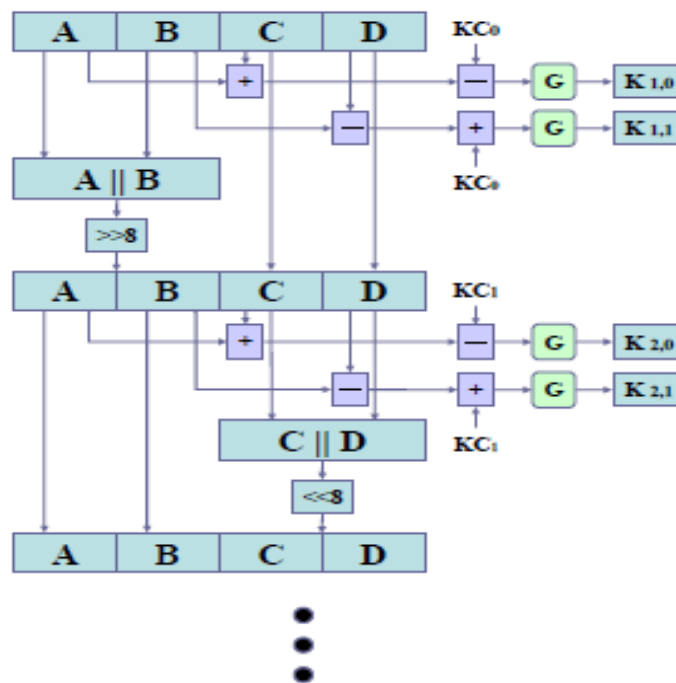 A B C D KC₀
+ — G K 1,0
— + G K 1,1
A || B KC₀
>>8
A B C D KC₁
+ — G K 2,0
— + G K 2,1
C || D KC₁
<<8
A B C D